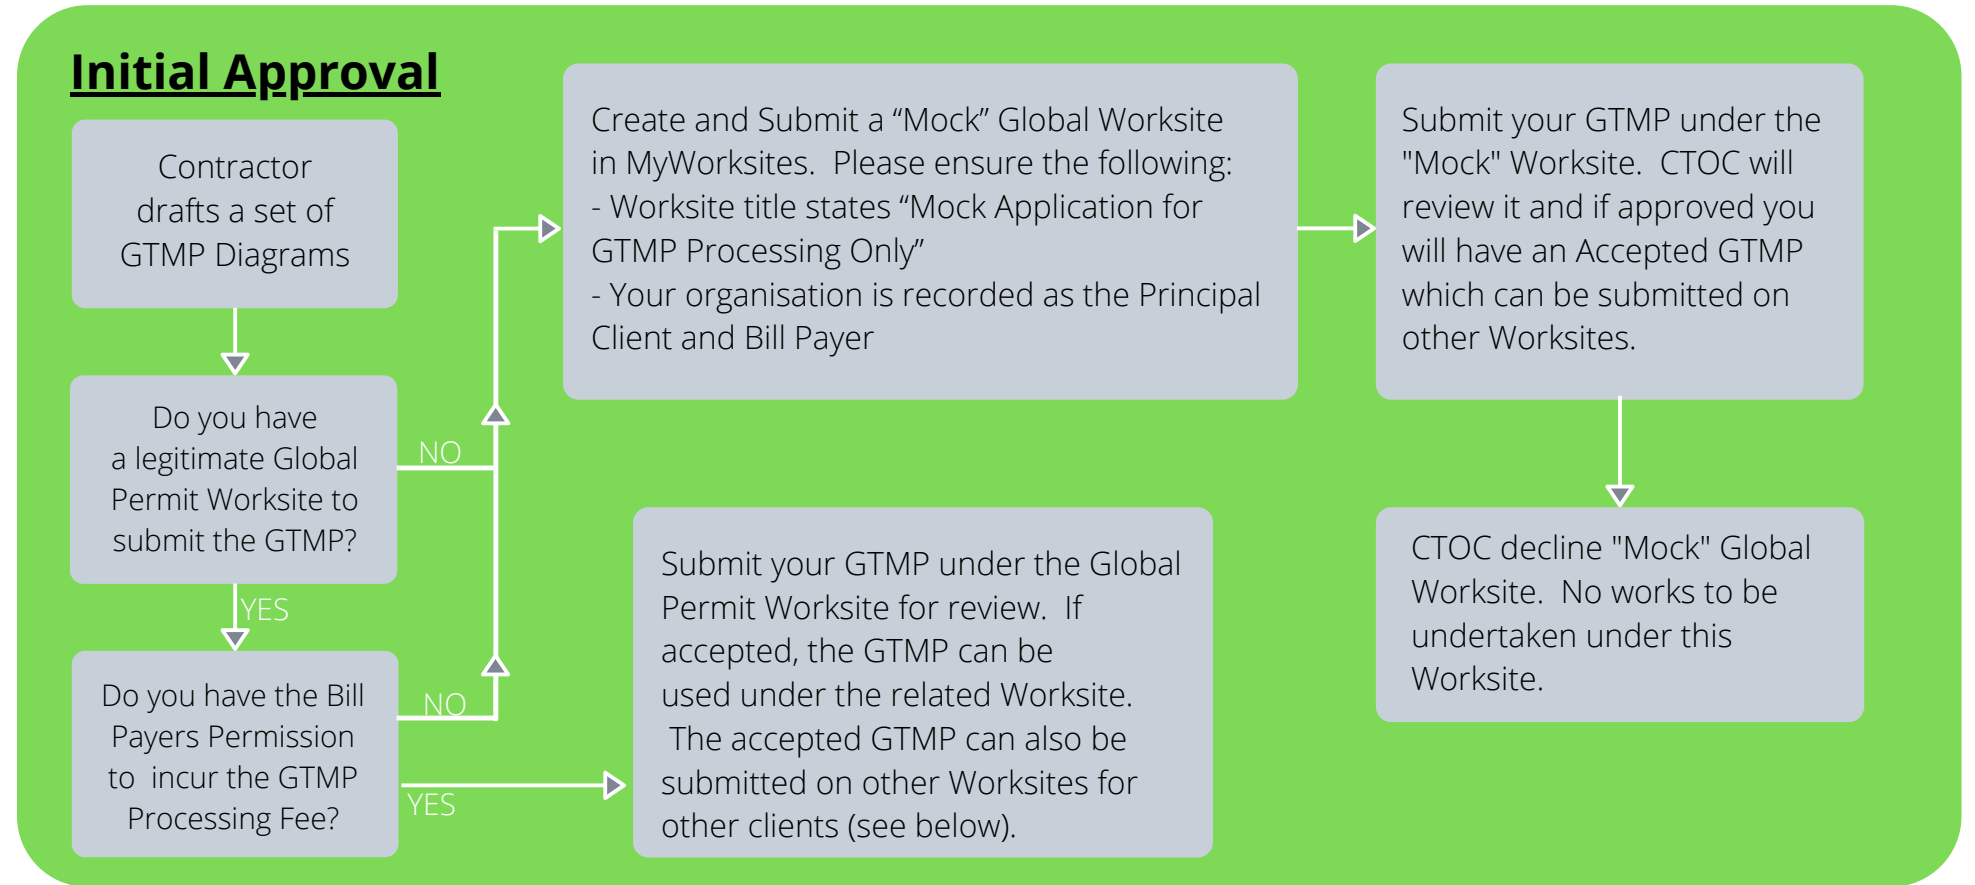 Initial Approval
Contractor
drafts a set of
GTMP Diagrams
Do you have
a legitimate Global
Permit Worksite to
submit the GTMP?
NO
YES
Do you have the Bill
Payers Permission
to incur the GTMP
Processing Fee?
NO
YES
Create and Submit a “Mock” Global Worksite
in MyWorksites. Please ensure the following:
- Worksite title states “Mock Application for
GTMP Processing Only”
- Your organisation is recorded as the Principal
Client and Bill Payer
Submit your GTMP under the
"Mock" Worksite. CTOC will
review it and if approved you
will have an Accepted GTMP
which can be submitted on
other Worksites.
CTOC decline "Mock" Global
Worksite. No works to be
undertaken under this
Worksite.
Submit your GTMP under the Global
Permit Worksite for review. If
accepted, the GTMP can be
used under the related Worksite.
The accepted GTMP can also be
submitted on other Worksites for
other clients (see below).